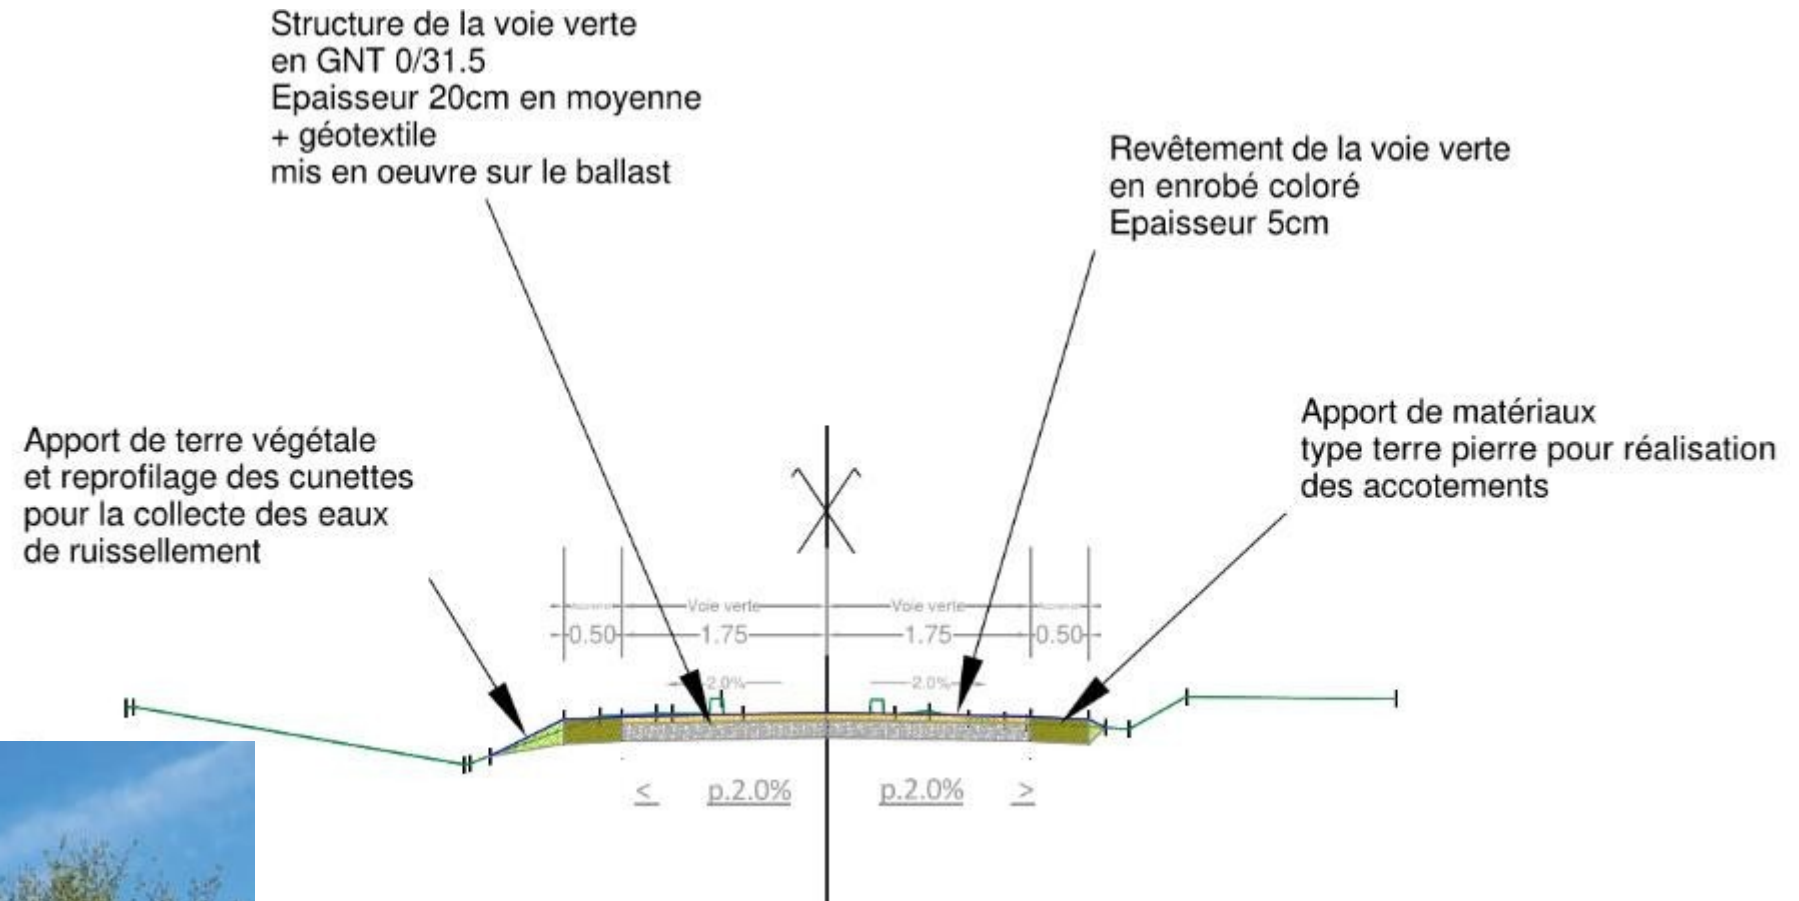 Structure de la voie verte
en GNT 0/31.5
Epaisseur 20cm en moyenne
+ géotextile
mis en oeuvre sur le ballast
Revêtement de la voie verte
en enrobé coloré
Epaisseur 5cm
Apport de matériaux
type terre pierre pour réalisation
des accotements
Apport de terre végétale
et reprofilage des cunettes
pour la collecte des eaux
de ruissellement
Voie verte Voie verte
0.50 1.75 1.75 0.50
2.0% 2.0%
< p.2.0% p.2.0% >